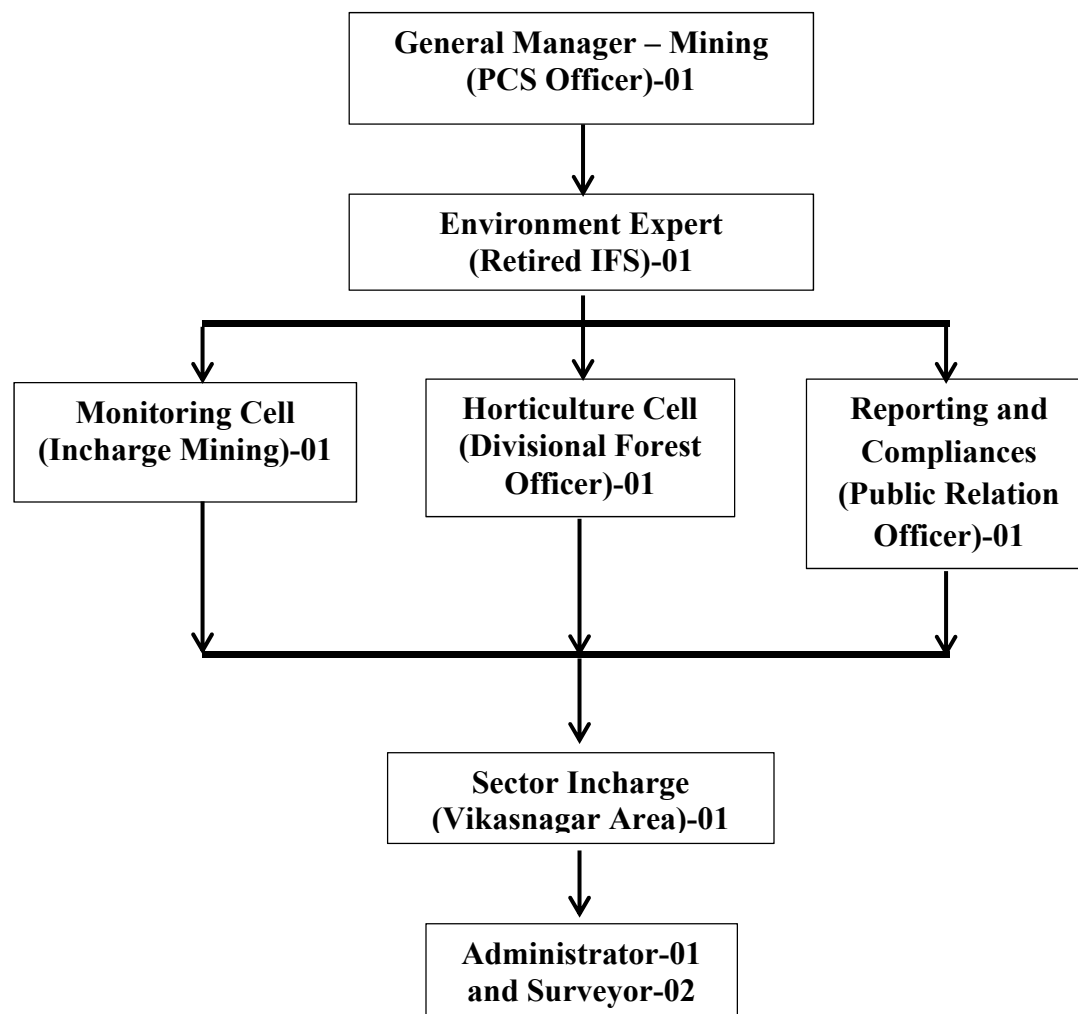 General Manager – Mining
(PCS Officer)-01
Environment Expert
(Retired IFS)-01
Monitoring Cell
(Incharge Mining)-01
Horticulture Cell
(Divisional Forest
Officer)-01
Reporting and
Compliances
(Public Relation
Officer)-01
Sector Incharge
(Vikasnagar Area)-01
Administrator-01
and Surveyor-02